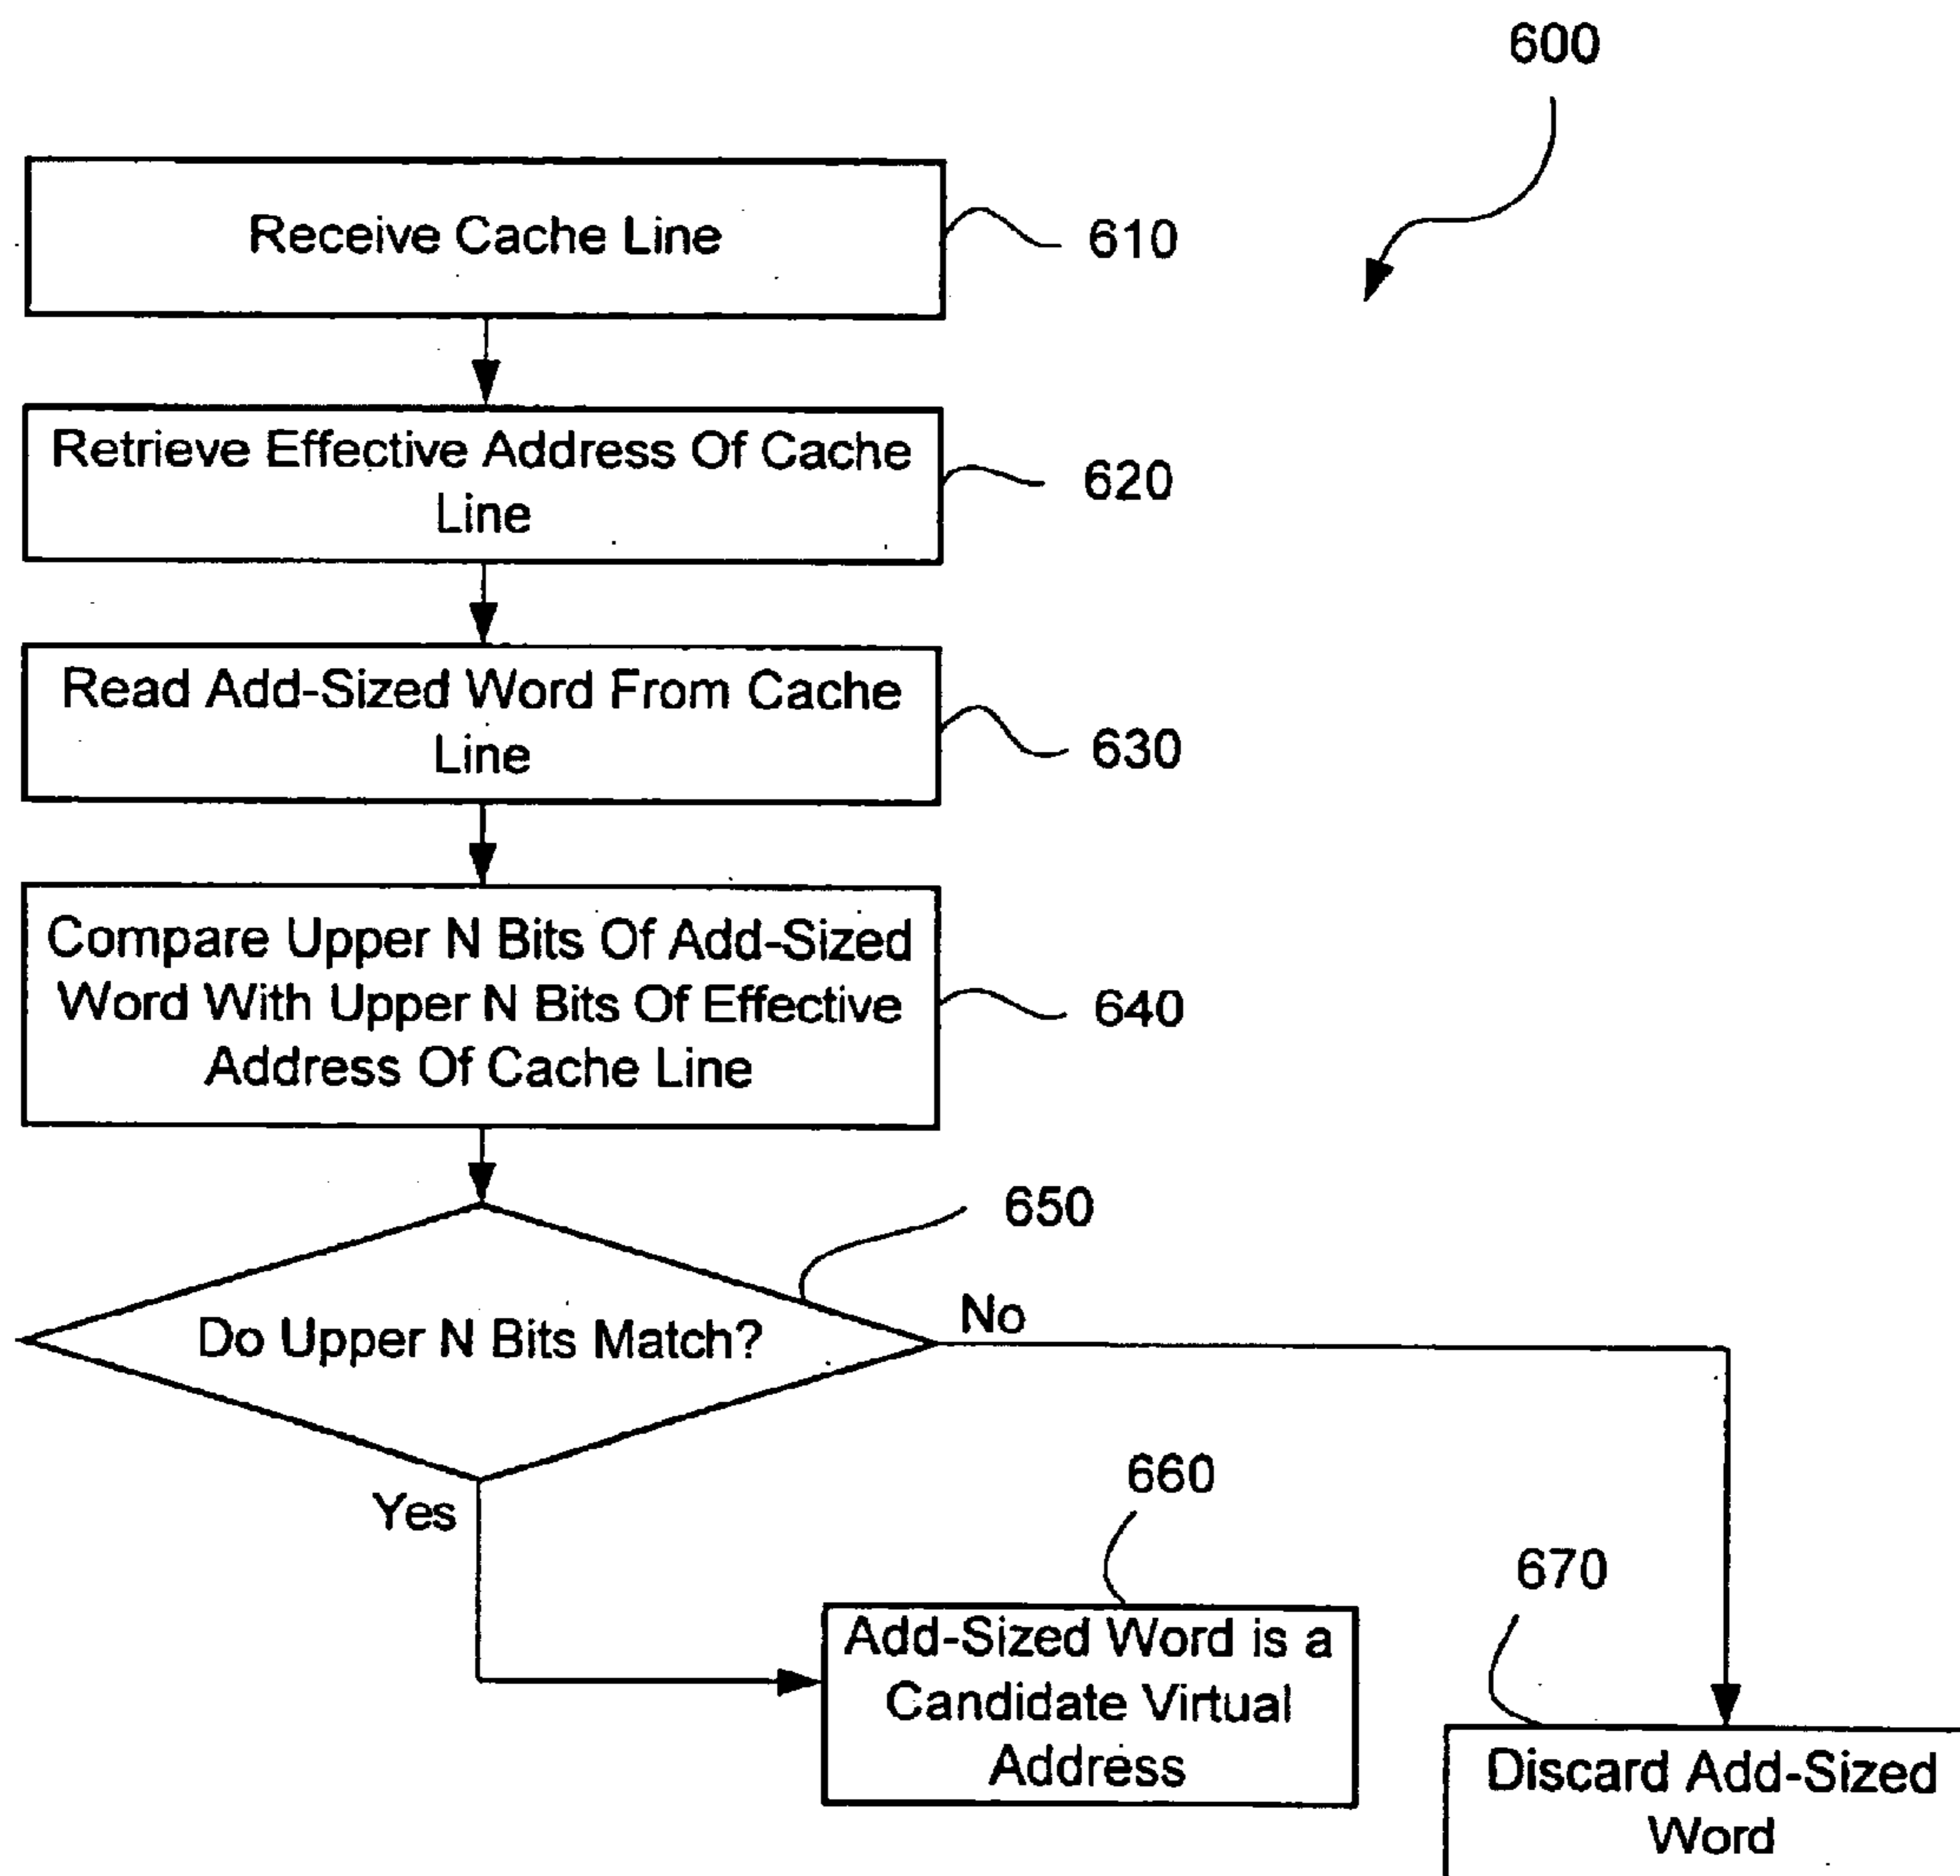 600
Receive Cache Line
610
Retrieve Effective Address Of Cache
Line
620
Read Add-Sized Word From Cache
Line
630
Compare Upper N Bits Of Add-Sized
Word With Upper N Bits Of Effective
Address Of Cache Line
640
650
Do Upper N Bits Match?
No
Yes
660
Add-Sized Word is a
Candidate Virtual
Address
670
Discard Add-Sized
Word